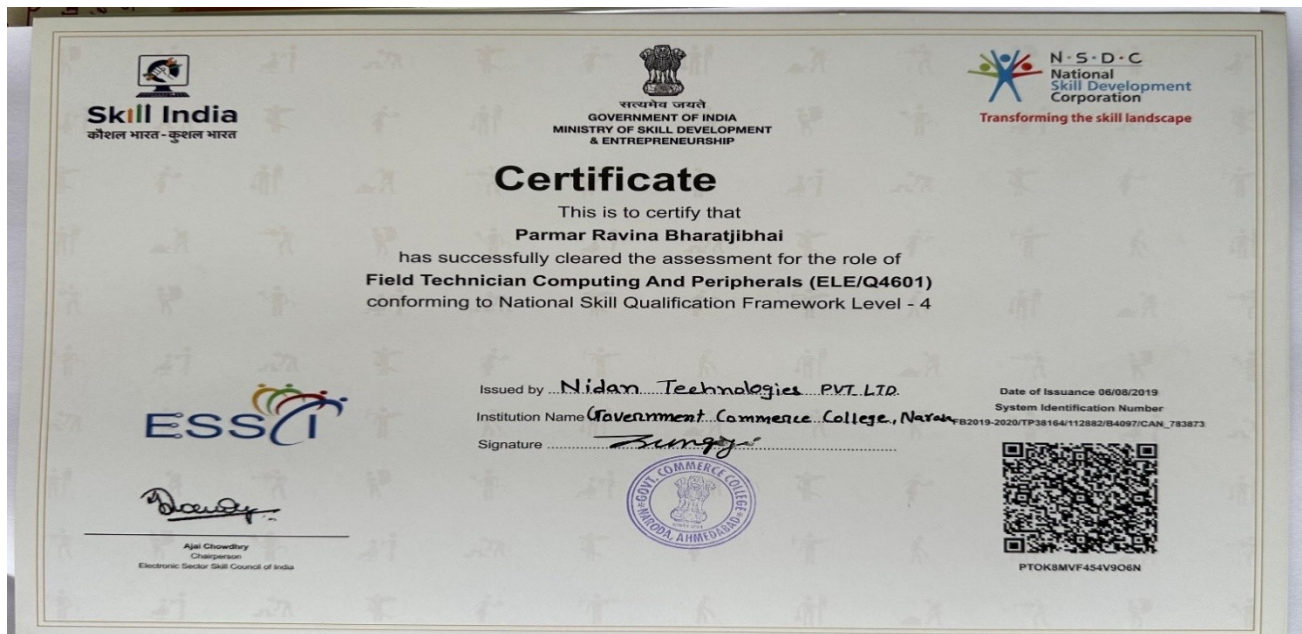 Skill India
कौशल भारत - कुशल भारत
सत्यमेव जयते
GOVERNMENT OF INDIA
MINISTRY OF SKILL DEVELOPMENT
& ENTREPRENEURSHIP
N·S·D·C
National
Skill Development
Corporation
Transforming the skill landscape
Certificate
This is to certify that
Parmar Ravina Bharatjibhai
has successfully cleared the assessment for the role of
Field Technician Computing And Peripherals (ELE/Q4601)
conforming to National Skill Qualification Framework Level - 4
ESSCI
Ajai Chowdhry
Chairperson
Electronic Sector Skill Council of India
Issued by Nidan Technologies PVT. LTD.
Institution Name Government Commerce College,
Signature
GOVT. COMMERCE COLLEGE
NARODA, AHMEDABAD
Date of Issuance 06/08/2019
System Identification Number
FB2019-2020/TP38164/112882/B4097/CAN_783873
PTOK8MVF454V9O6N